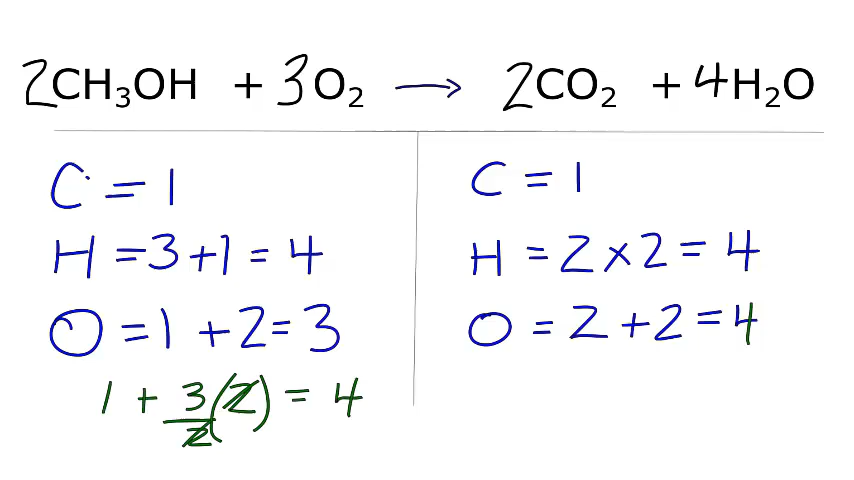 2CH₃OH + 3O₂ → 2CO₂ + 4H₂O
C = 1
H = 3 + 1 = 4
O = 1 + 2 = 3
1 + 3/2 (2) = 4
C = 1
H = 2 x 2 = 4
O = 2 + 2 = 4